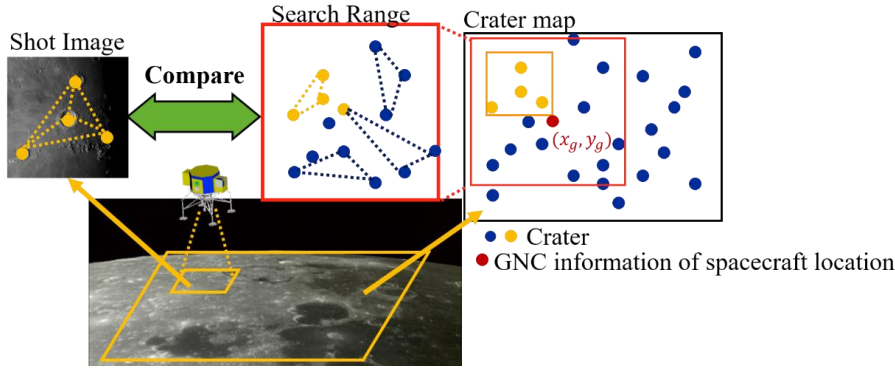 Search Range
Crater map
Shot Image
Compare
(x_g, y_g)
Crater
GNC information of spacecraft location